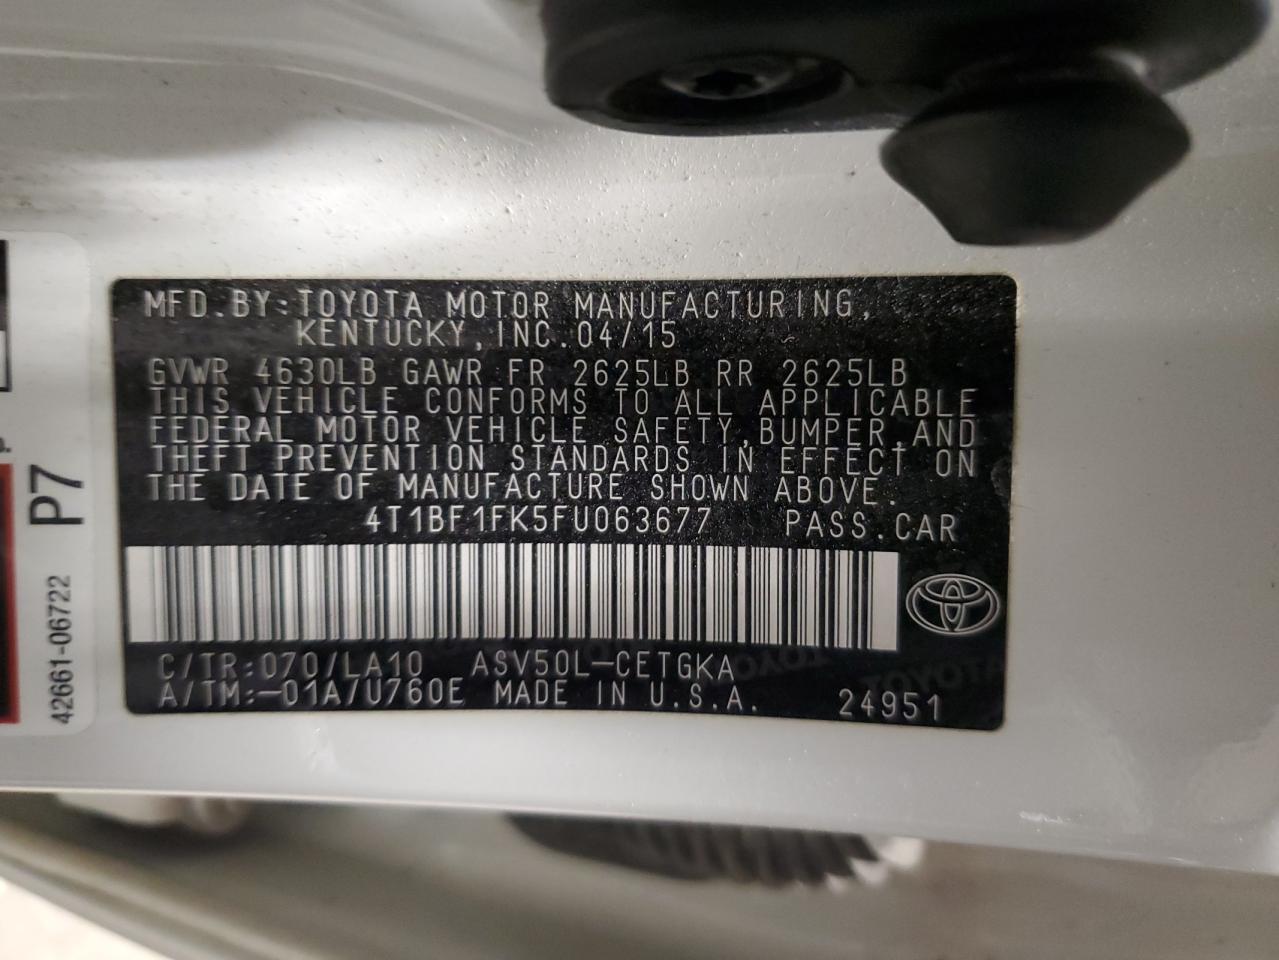 MFD.BY:TOYOTA MOTOR MANUFACTURING,
KENTUCKY,INC.04/15
GVWR 4630LB GAWR FR 2625LB RR 2625LB
THIS VEHICLE CONFORMS TO ALL APPLICABLE
FEDERAL MOTOR VEHICLE SAFETY,BUMPER,AND
THEFT PREVENTION STANDARDS IN EFFECT ON
THE DATE OF MANUFACTURE SHOWN ABOVE.
4T1BF1FK5FU063677 PASS.CAR
C/TR:070/LA10 ASV50L-CETGKA
A/TM:-01A/U760E MADE IN U.S.A. 24951
TOYOTA
TOYOTA
P7
42661-06722